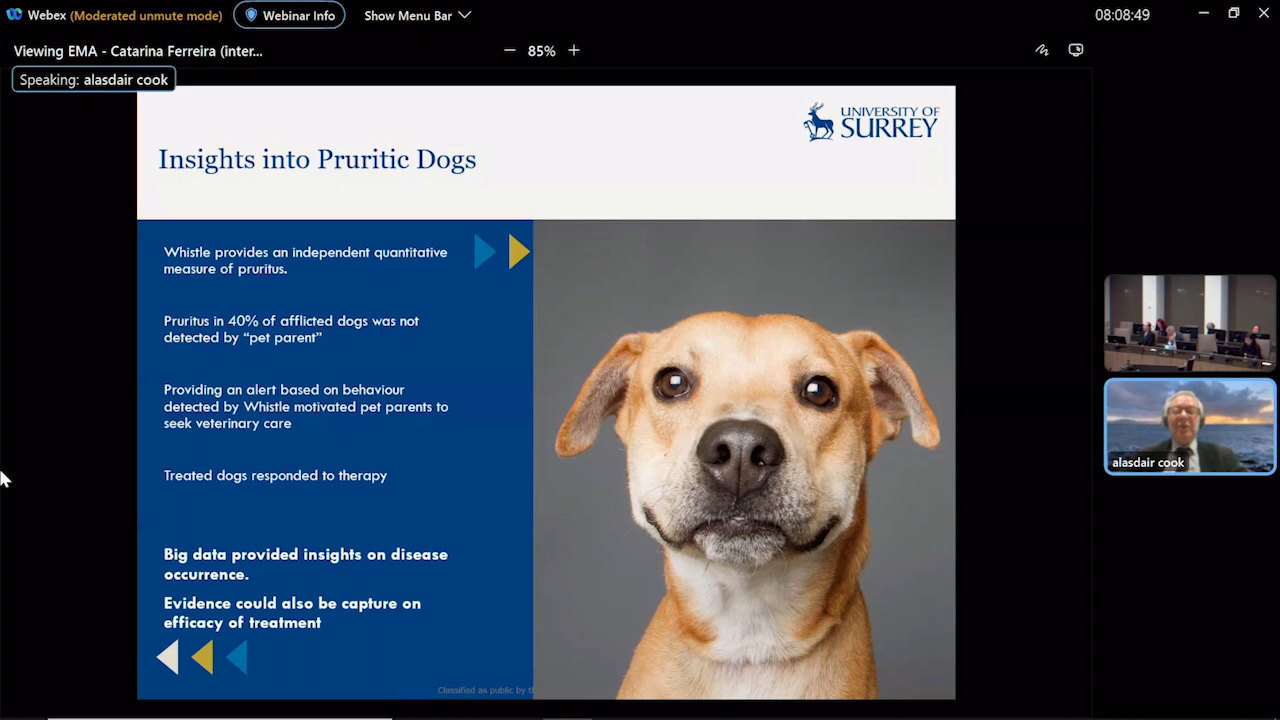 Webex (Moderated unmute mode) Webinar Info Show Menu Bar 08:08:49
Viewing EMA - Catarina Ferreira (inter... 85%
Speaking: alasdair cook
UNIVERSITY OF
SURREY
Insights into Pruritic Dogs
Whistle provides an independent quantitative
measure of pruritus.
Pruritus in 40% of afflicted dogs was not
detected by “pet parent”
Providing an alert based on behaviour
detected by Whistle motivated pet parents to
seek veterinary care
Treated dogs responded to therapy
Big data provided insights on disease
occurrence.
Evidence could also be capture on
efficacy of treatment
Classified as public by
alasdair cook